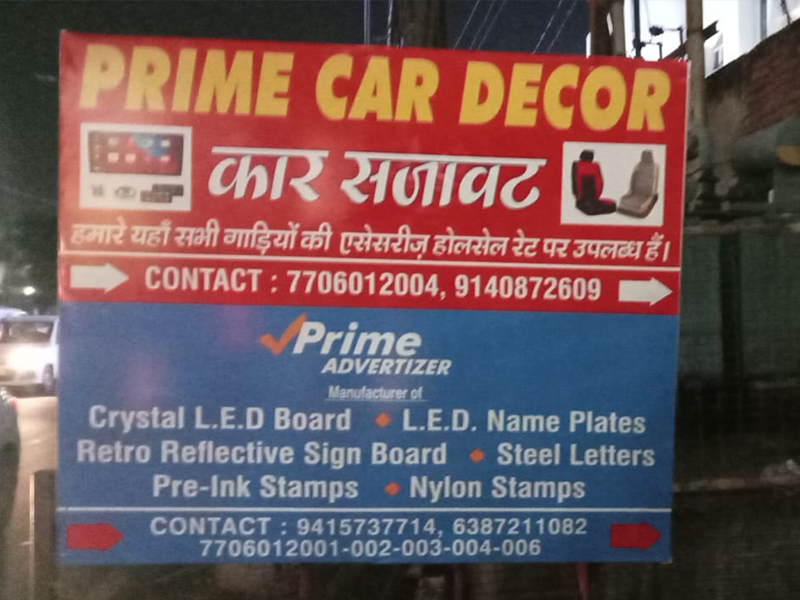 PRIME CAR DECOR
कार सजावट
हमारे यहाँ सभी गाड़ियों की एसेसरीज़ होलसेल रेट पर उपलब्ध हैं।
CONTACT : 7706012004, 9140872609
Prime
ADVERTIZER
Manufacturer of
Crystal L.E.D Board • L.E.D. Name Plates
Retro Reflective Sign Board • Steel Letters
Pre-Ink Stamps • Nylon Stamps
CONTACT : 9415737714, 6387211082
7706012001-002-003-004-006